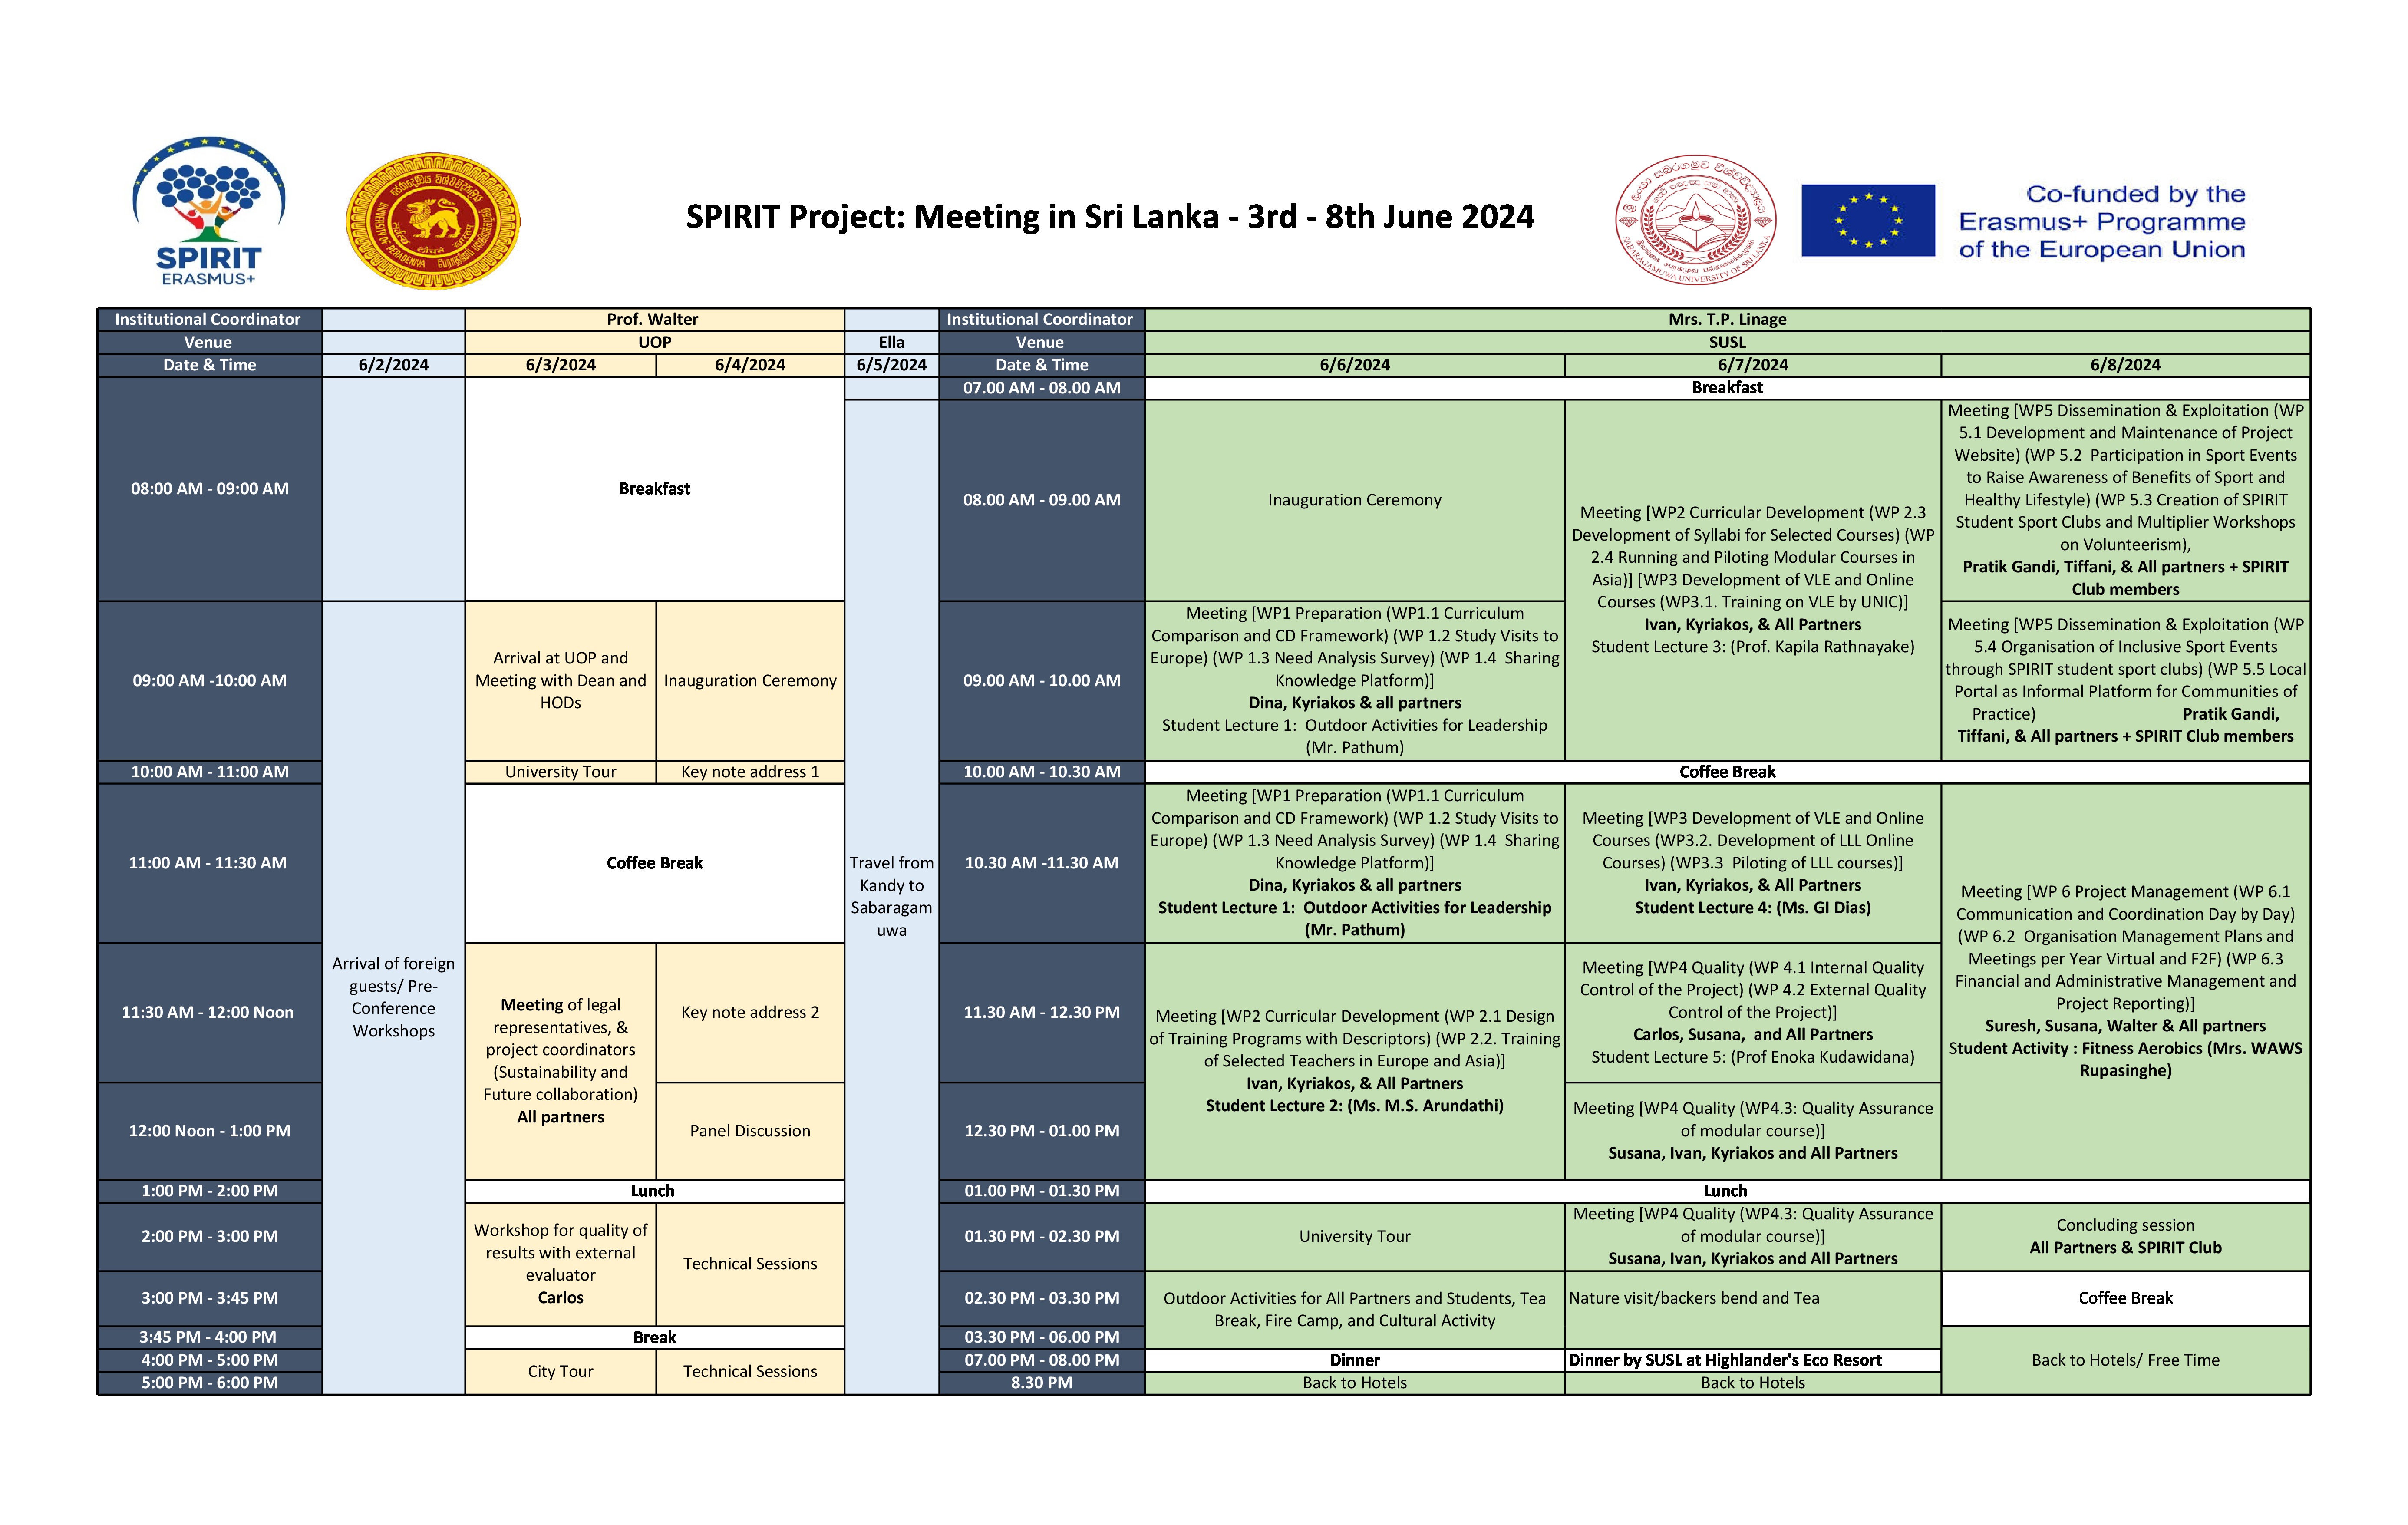 SPIRIT
ERASMUS+
UNIVERSITY OF PERADENIYA
SPIRIT Project: Meeting in Sri Lanka - 3rd - 8th June 2024
SABARAGAMUWA UNIVERSITY OF SRI LANKA
Co-funded by the
Erasmus+ Programme
of the European Union
Institutional Coordinator Prof. Walter Institutional Coordinator Mrs. T.P. Linage
Venue UOP Ella Venue SUSL
Date & Time 6/2/2024 6/3/2024 6/4/2024 6/5/2024 Date & Time 6/6/2024 6/7/2024 6/8/2024
07.00 AM - 08.00 AM Breakfast
08:00 AM - 09:00 AM
Breakfast
08.00 AM - 09.00 AM
Inauguration Ceremony
Meeting [WP2 Curricular Development (WP 2.3
Development of Syllabi for Selected Courses) (WP
2.4 Running and Piloting Modular Courses in
Asia)] [WP3 Development of VLE and Online
Courses (WP3.1. Training on VLE by UNIC)]
Ivan, Kyriakos, & All Partners
Student Lecture 3: (Prof. Kapila Rathnayake)
Meeting [WP5 Dissemination & Exploitation (WP
5.1 Development and Maintenance of Project
Website) (WP 5.2  Participation in Sport Events
to Raise Awareness of Benefits of Sport and
Healthy Lifestyle) (WP 5.3 Creation of SPIRIT
Student Sport Clubs and Multiplier Workshops
on Volunteerism),
Pratik Gandi, Tiffani, & All partners + SPIRIT
Club members
09:00 AM -10:00 AM
Arrival of foreign
guests/ Pre-
Conference
Workshops
Arrival at UOP and
Meeting with Dean and
HODs
Inauguration Ceremony
Travel from
Kandy to
Sabaragam
uwa
09.00 AM - 10.00 AM
Meeting [WP1 Preparation (WP1.1 Curriculum
Comparison and CD Framework) (WP 1.2 Study Visits to
Europe) (WP 1.3 Need Analysis Survey) (WP 1.4  Sharing
Knowledge Platform)]
Dina, Kyriakos & all partners
Student Lecture 1:  Outdoor Activities for Leadership
(Mr. Pathum)
Meeting [WP5 Dissemination & Exploitation (WP
5.4 Organisation of Inclusive Sport Events
through SPIRIT student sport clubs) (WP 5.5 Local
Portal as Informal Platform for Communities of
Practice) Pratik Gandi,
Tiffani, & All partners + SPIRIT Club members
10:00 AM - 11:00 AM University Tour Key note address 1 10.00 AM - 10.30 AM Coffee Break
11:00 AM - 11:30 AM
Coffee Break
10.30 AM -11.30 AM
Meeting [WP1 Preparation (WP1.1 Curriculum
Comparison and CD Framework) (WP 1.2 Study Visits to
Europe) (WP 1.3 Need Analysis Survey) (WP 1.4  Sharing
Knowledge Platform)]
Dina, Kyriakos & all partners
Student Lecture 1:  Outdoor Activities for Leadership
(Mr. Pathum)
Meeting [WP3 Development of VLE and Online
Courses (WP3.2. Development of LLL Online
Courses) (WP3.3  Piloting of LLL courses)]
Ivan, Kyriakos, & All Partners
Student Lecture 4: (Ms. GI Dias)
Meeting [WP 6 Project Management (WP 6.1
Communication and Coordination Day by Day)
(WP 6.2  Organisation Management Plans and
Meetings per Year Virtual and F2F) (WP 6.3
Financial and Administrative Management and
Project Reporting)]
Suresh, Susana, Walter & All partners
Student Activity : Fitness Aerobics (Mrs. WAWS
Rupasinghe)
11:30 AM - 12:00 Noon
Meeting of legal
representatives, &
project coordinators
(Sustainability and
Future collaboration)
All partners
Key note address 2
11.30 AM - 12.30 PM
Meeting [WP2 Curricular Development (WP 2.1 Design
of Training Programs with Descriptors) (WP 2.2. Training
of Selected Teachers in Europe and Asia)]
Ivan, Kyriakos, & All Partners
Student Lecture 2: (Ms. M.S. Arundathi)
Meeting [WP4 Quality (WP 4.1 Internal Quality
Control of the Project) (WP 4.2 External Quality
Control of the Project)]
Carlos, Susana,  and All Partners
Student Lecture 5: (Prof Enoka Kudawidana)
12:00 Noon - 1:00 PM
Panel Discussion
12.30 PM - 01.00 PM
Meeting [WP4 Quality (WP4.3: Quality Assurance
of modular course)]
Susana, Ivan, Kyriakos and All Partners
1:00 PM - 2:00 PM Lunch 01.00 PM - 01.30 PM Lunch
2:00 PM - 3:00 PM
Workshop for quality of
results with external
evaluator
Carlos
Technical Sessions
01.30 PM - 02.30 PM
University Tour
Meeting [WP4 Quality (WP4.3: Quality Assurance
of modular course)]
Susana, Ivan, Kyriakos and All Partners
Concluding session
All Partners & SPIRIT Club
3:00 PM - 3:45 PM
02.30 PM - 03.30 PM
Outdoor Activities for All Partners and Students, Tea
Break, Fire Camp, and Cultural Activity
Nature visit/backers bend and Tea
Coffee Break
3:45 PM - 4:00 PM Break 03.30 PM - 06.00 PM
4:00 PM - 5:00 PM
City Tour
Technical Sessions
07.00 PM - 08.00 PM Dinner Dinner by SUSL at Highlander's Eco Resort
Back to Hotels/ Free Time
5:00 PM - 6:00 PM 8.30 PM Back to Hotels Back to Hotels